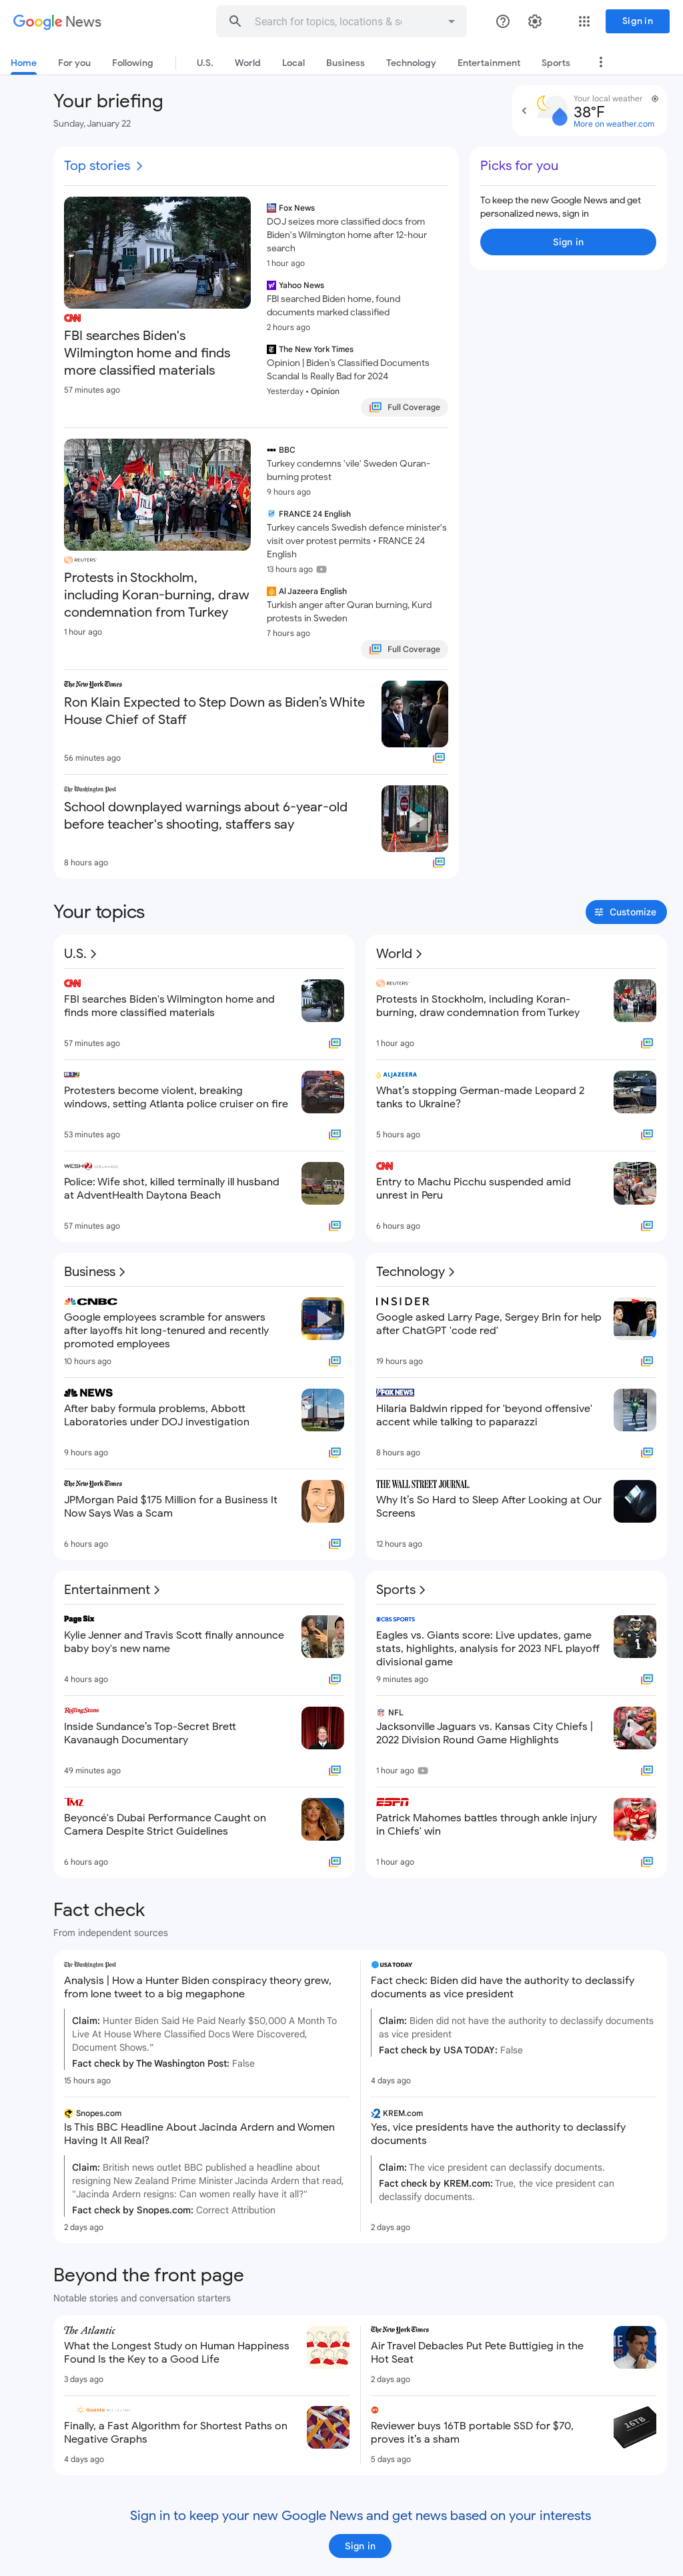 Google News
Search for topics, locations & s
Sign in
Home
For you
Following
U.S.
World
Local
Business
Technology
Entertainment
Sports
Your briefing
Sunday, January 22
Your local weather
38°F
More on weather.com
Top stories
CNN
FBI searches Biden's
Wilmington home and finds
more classified materials
57 minutes ago
Fox News
DOJ seizes more classified docs from
Biden's Wilmington home after 12-hour
search
1 hour ago
Yahoo News
FBI searched Biden home, found
documents marked classified
2 hours ago
The New York Times
Opinion | Biden's Classified Documents
Scandal Is Really Bad for 2024
Yesterday • Opinion
Full Coverage
Picks for you
To keep the new Google News and get
personalized news, sign in
Sign in
REUTERS
Protests in Stockholm,
including Koran-burning, draw
condemnation from Turkey
1 hour ago
BBC
Turkey condemns 'vile' Sweden Quran-
burning protest
9 hours ago
FRANCE 24 English
Turkey cancels Swedish defence minister's
visit over protest permits • FRANCE 24
English
13 hours ago
Al Jazeera English
Turkish anger after Quran burning, Kurd
protests in Sweden
7 hours ago
Full Coverage
The New York Times
Ron Klain Expected to Step Down as Biden's White
House Chief of Staff
56 minutes ago
The Washington Post
School downplayed warnings about 6-year-old
before teacher's shooting, staffers say
8 hours ago
Your topics
Customize
U.S.
CNN
FBI searches Biden's Wilmington home and
finds more classified materials
57 minutes ago
Protesters become violent, breaking
windows, setting Atlanta police cruiser on fire
53 minutes ago
WESH 2 ORLANDO
Police: Wife shot, killed terminally ill husband
at AdventHealth Daytona Beach
57 minutes ago
World
REUTERS
Protests in Stockholm, including Koran-
burning, draw condemnation from Turkey
1 hour ago
ALJAZEERA
What's stopping German-made Leopard 2
tanks to Ukraine?
5 hours ago
CNN
Entry to Machu Picchu suspended amid
unrest in Peru
6 hours ago
Business
CNBC
Google employees scramble for answers
after layoffs hit long-tenured and recently
promoted employees
10 hours ago
NEWS
After baby formula problems, Abbott
Laboratories under DOJ investigation
9 hours ago
The New York Times
JPMorgan Paid $175 Million for a Business It
Now Says Was a Scam
6 hours ago
Technology
INSIDER
Google asked Larry Page, Sergey Brin for help
after ChatGPT 'code red'
19 hours ago
FOX NEWS
Hilaria Baldwin ripped for 'beyond offensive'
accent while talking to paparazzi
8 hours ago
THE WALL STREET JOURNAL.
Why It's So Hard to Sleep After Looking at Our
Screens
12 hours ago
Entertainment
Page Six
Kylie Jenner and Travis Scott finally announce
baby boy's new name
4 hours ago
RollingStone
Inside Sundance's Top-Secret Brett
Kavanaugh Documentary
49 minutes ago
TMZ
Beyoncé's Dubai Performance Caught on
Camera Despite Strict Guidelines
6 hours ago
Sports
CBS SPORTS
Eagles vs. Giants score: Live updates, game
stats, highlights, analysis for 2023 NFL playoff
divisional game
9 minutes ago
NFL
Jacksonville Jaguars vs. Kansas City Chiefs |
2022 Division Round Game Highlights
1 hour ago
ESPN
Patrick Mahomes battles through ankle injury
in Chiefs' win
1 hour ago
Fact check
From independent sources
The Washington Post
Analysis | How a Hunter Biden conspiracy theory grew,
from lone tweet to a big megaphone
Claim: Hunter Biden Said He Paid Nearly $50,000 A Month To
Live At House Where Classified Docs Were Discovered,
Document Shows."
Fact check by The Washington Post: False
15 hours ago
USA TODAY
Fact check: Biden did have the authority to declassify
documents as vice president
Claim: Biden did not have the authority to declassify documents
as vice president
Fact check by USA TODAY: False
4 days ago
Snopes.com
Is This BBC Headline About Jacinda Ardern and Women
Having It All Real?
Claim: British news outlet BBC published a headline about
resigning New Zealand Prime Minister Jacinda Ardern that read,
"Jacinda Ardern resigns: Can women really have it all?"
Fact check by Snopes.com: Correct Attribution
2 days ago
KREM.com
Yes, vice presidents have the authority to declassify
documents
Claim: The vice president can declassify documents.
Fact check by KREM.com: True, the vice president can
declassify documents.
2 days ago
Beyond the front page
Notable stories and conversation starters
The Atlantic
What the Longest Study on Human Happiness
Found Is the Key to a Good Life
3 days ago
The New York Times
Air Travel Debacles Put Pete Buttigieg in the
Hot Seat
2 days ago
Quanta
Finally, a Fast Algorithm for Shortest Paths on
Negative Graphs
4 days ago
Reviewer buys 16TB portable SSD for $70,
proves it's a sham
16TB
5 days ago
Sign in to keep your new Google News and get news based on your interests
Sign in